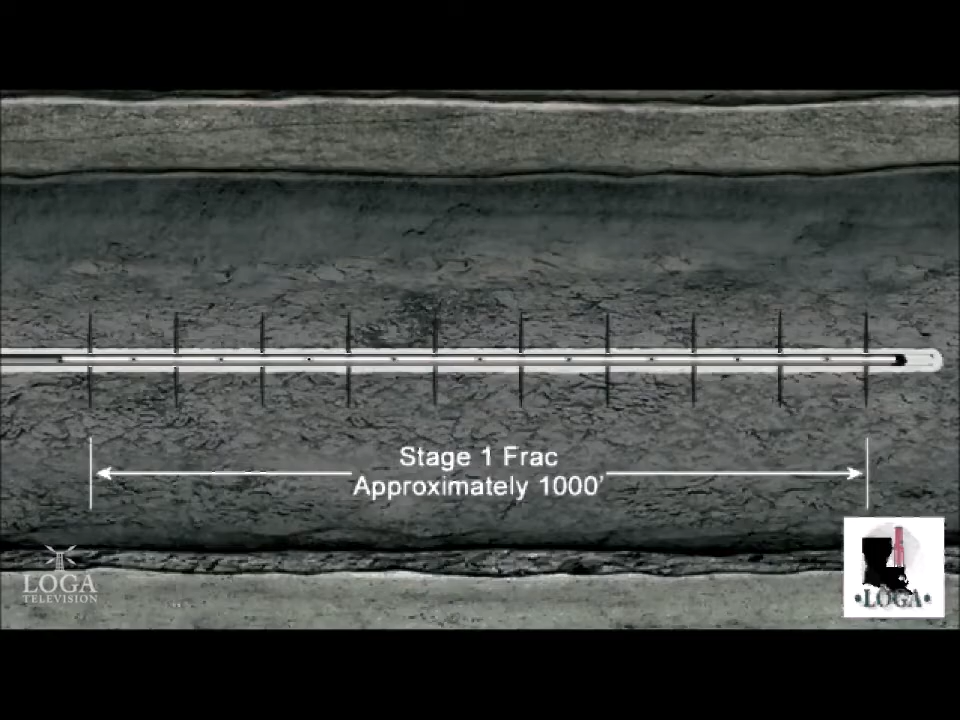 Stage 1 Frac
Approximately 1000'
LOGA
TELEVISION
•LOGA•